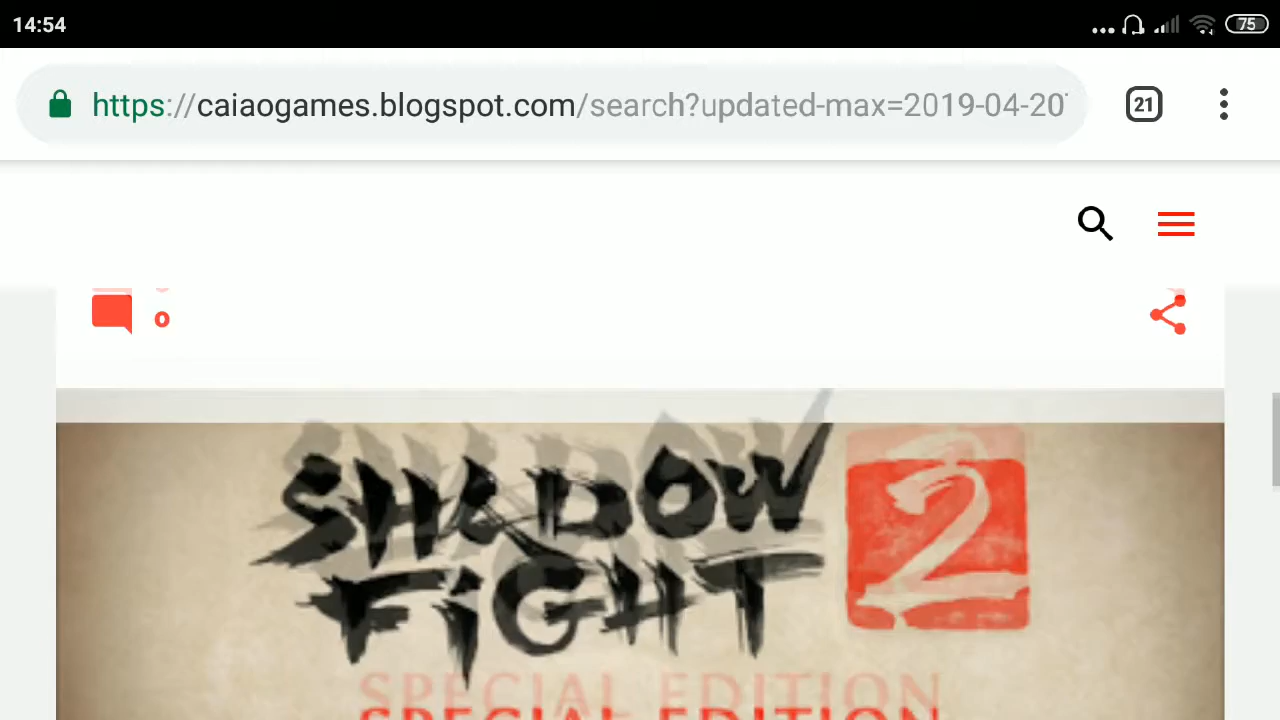 14:54
75
https://caiaogames.blogspot.com/search?updated-max=2019-04-20
21
0
SHADOW
FIGHT
2
SPECIAL EDITION